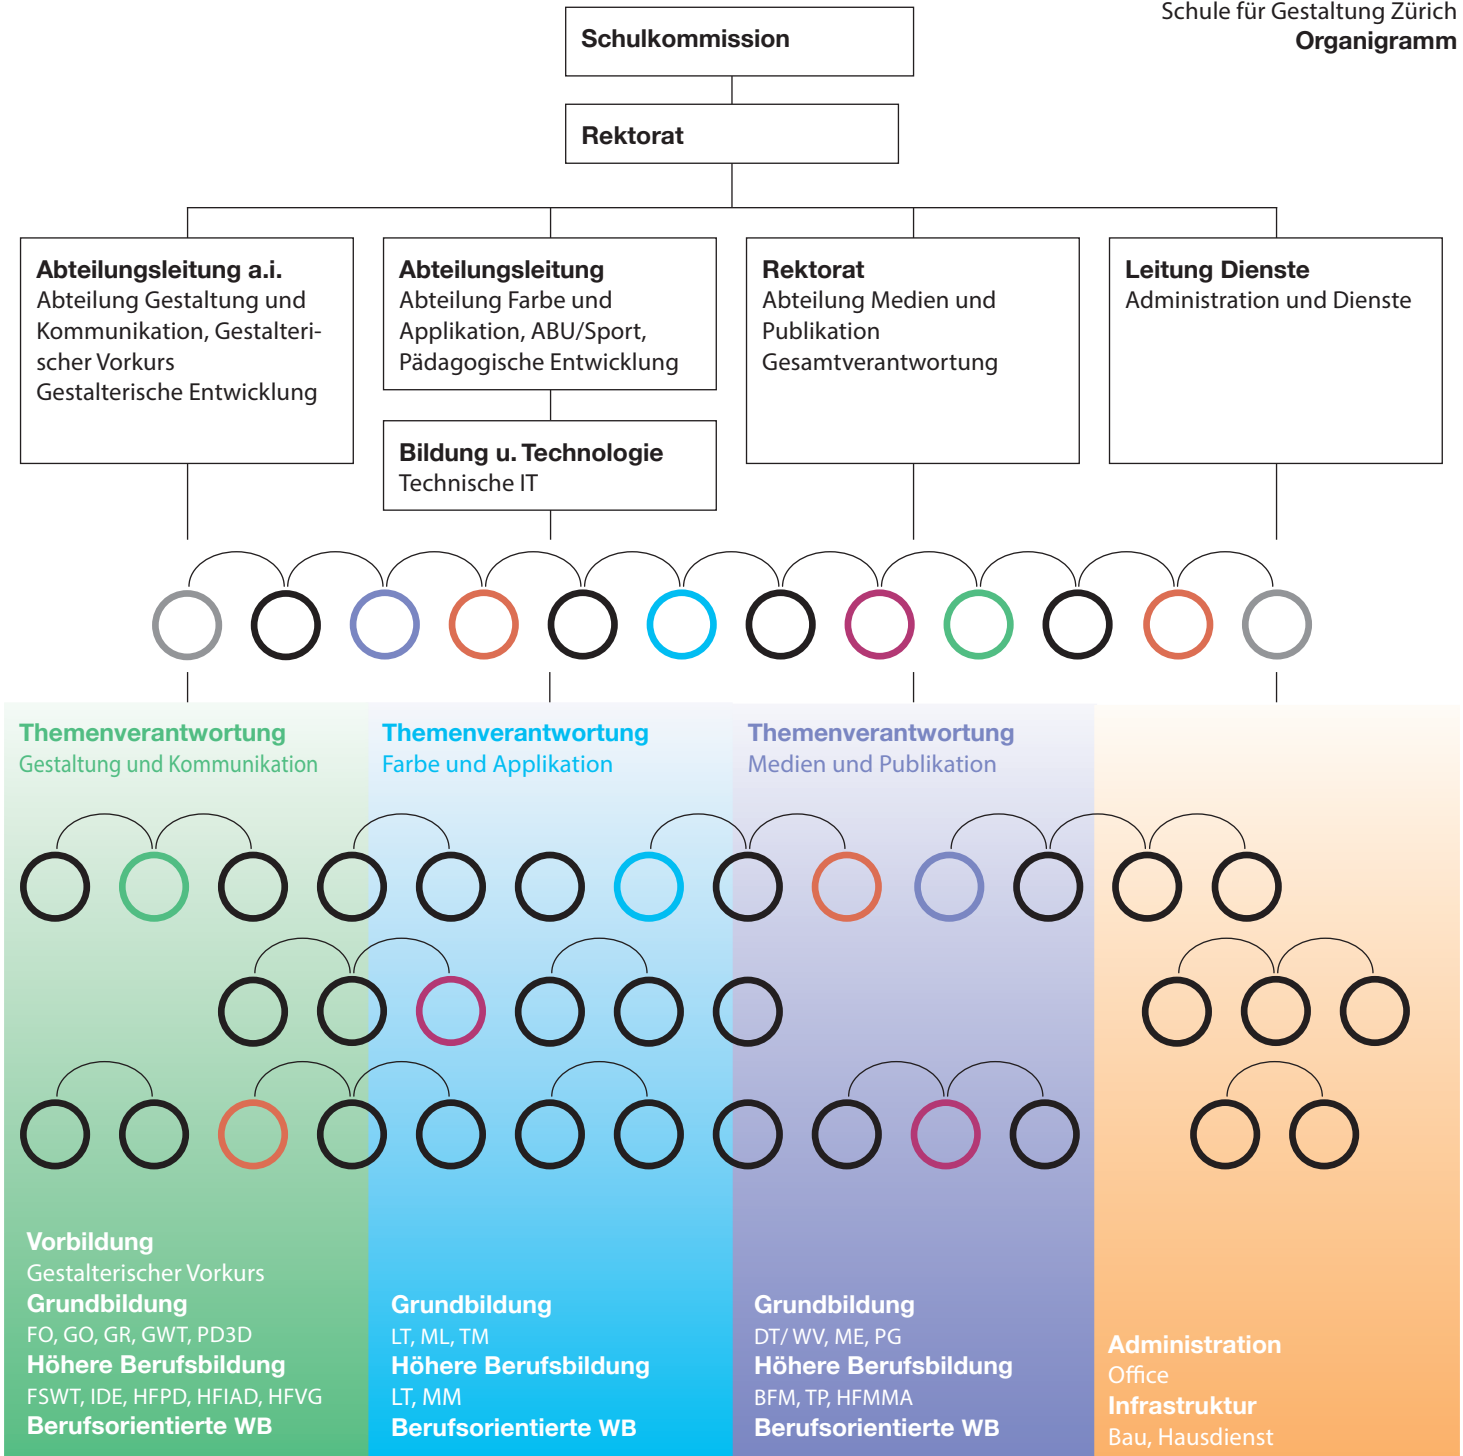 Schule für Gestaltung Zürich
Organigramm
Schulkommission
Rektorat
Abteilungsleitung a.i.
Abteilung Gestaltung und
Kommunikation, Gestalteri-
scher Vorkurs
Gestalterische Entwicklung
Abteilungsleitung
Abteilung Farbe und
Applikation, ABU/Sport,
Pädagogische Entwicklung
Bildung u. Technologie
Technische IT
Rektorat
Abteilung Medien und
Publikation
Gesamtverantwortung
Leitung Dienste
Administration und Dienste
Themenverantwortung
Gestaltung und Kommunikation
Themenverantwortung
Farbe und Applikation
Themenverantwortung
Medien und Publikation
Vorbildung
Gestalterischer Vorkurs
Grundbildung
FO, GO, GR, GWT, PD3D
Höhere Berufsbildung
FSWT, IDE, HFPD, HFIAD, HFVG
Berufsorientierte WB
Grundbildung
LT, ML, TM
Höhere Berufsbildung
LT, MM
Berufsorientierte WB
Grundbildung
DT/ WV, ME, PG
Höhere Berufsbildung
BFM, TP, HFMMA
Berufsorientierte WB
Administration
Office
Infrastruktur
Bau, Hausdienst